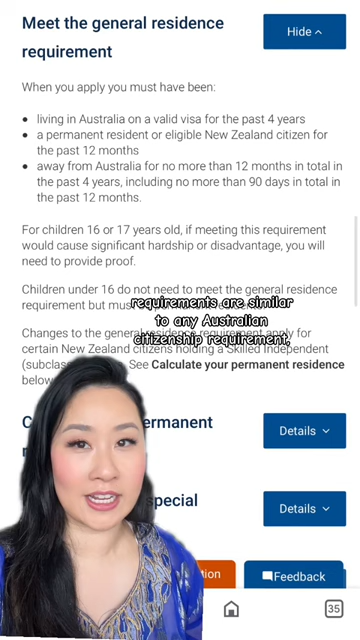 Meet the general residence
requirement
Hide
When you apply you must have been:
living in Australia on a valid visa for the past 4 years
a permanent resident or eligible New Zealand citizen for
the past 12 months
away from Australia for no more than 12 months in total in
the past 4 years, including no more than 90 days in total in
the past 12 months.
For children 16 or 17 years old, if meeting this requirement
would cause significant hardship or disadvantage, you will
need to provide proof.
Children under 16 do not need to meet the general residence
requirement but must
requirements are similar
to any Australian
citizenship requirement,
Changes to the general residence requirement apply for
certain New Zealand citizens holding a Skilled Independent
(subclass
See Calculate your permanent residence
below
ermanent
Details
special
Details
tion
Feedback
35